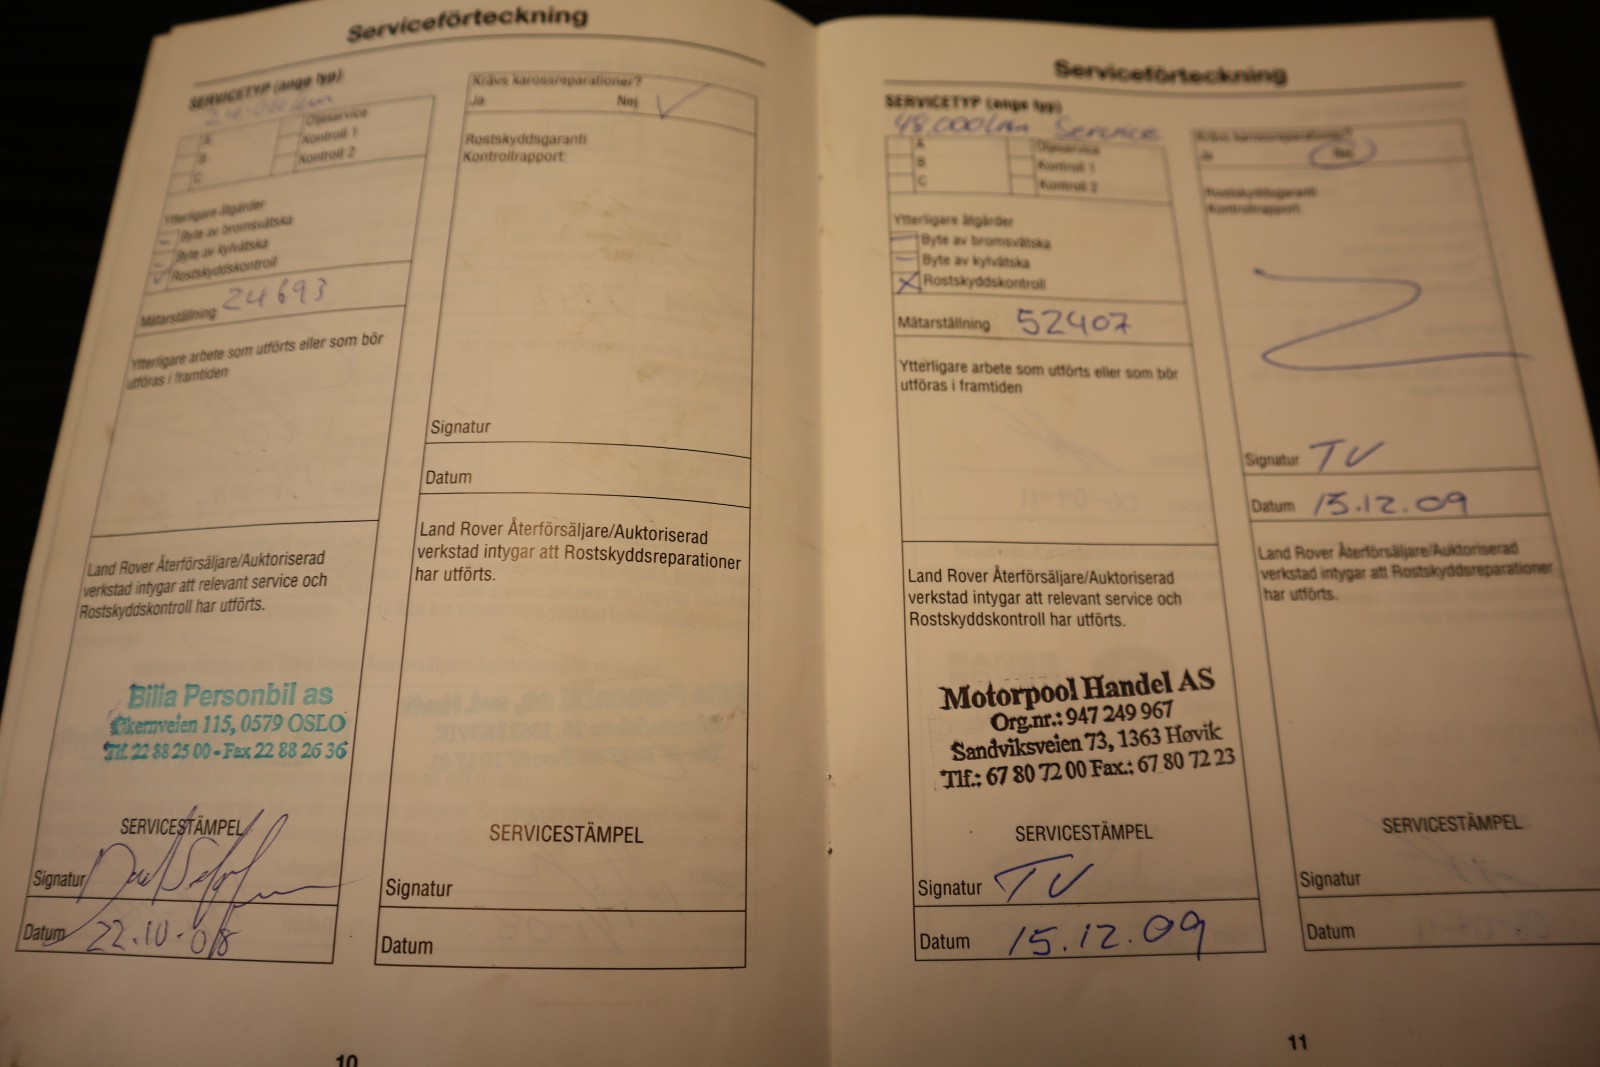 Serviceförteckning
SERVICETYP (ange typ)
24.000 km
A
Oljeservice
B
Kontroll 1
C
Kontroll 2
Ytterligare åtgärder
Byte av bromsvätska
Byte av kylvätska
Rostskyddskontroll
Mätarställning 24693
Ytterligare arbete som utförts eller som bör
utföras i framtiden
Land Rover Återförsäljare/Auktoriserad
verkstad intygar att relevant service och
Rostskyddskontroll har utförts.
Bilia Personbil as
Økernveien 115, 0579 OSLO
Tlf. 22 88 25 00 - Fax 22 88 26 36
SERVICESTÄMPEL
Signatur
Datum 22.10.08
Krävs karossreparationer?
Ja Nej
Rostskyddsgaranti
Kontrollrapport:
Signatur
Datum
Land Rover Återförsäljare/Auktoriserad
verkstad intygar att Rostskyddsreparationer
har utförts.
SERVICESTÄMPEL
Signatur
Datum
10
Serviceförteckning
SERVICETYP (ange typ)
48.000 km Service
A
Oljeservice
B
Kontroll 1
C
Kontroll 2
Ytterligare åtgärder
Byte av bromsvätska
Byte av kylvätska
Rostskyddskontroll
Mätarställning 52407
Ytterligare arbete som utförts eller som bör
utföras i framtiden
Land Rover Återförsäljare/Auktoriserad
verkstad intygar att relevant service och
Rostskyddskontroll har utförts.
Motorpool Handel AS
Org.nr.: 947 249 967
Sandviksveien 73, 1363 Høvik
Tlf.: 67 80 72 00 Fax.: 67 80 72 23
SERVICESTÄMPEL
Signatur TV
Datum 15.12.09
Krävs karossreparationer?
Ja Nej
Rostskyddsgaranti
Kontrollrapport:
Signatur TV
Datum 15.12.09
Land Rover Återförsäljare/Auktoriserad
verkstad intygar att Rostskyddsreparationer
har utförts.
SERVICESTÄMPEL
Signatur
Datum
11